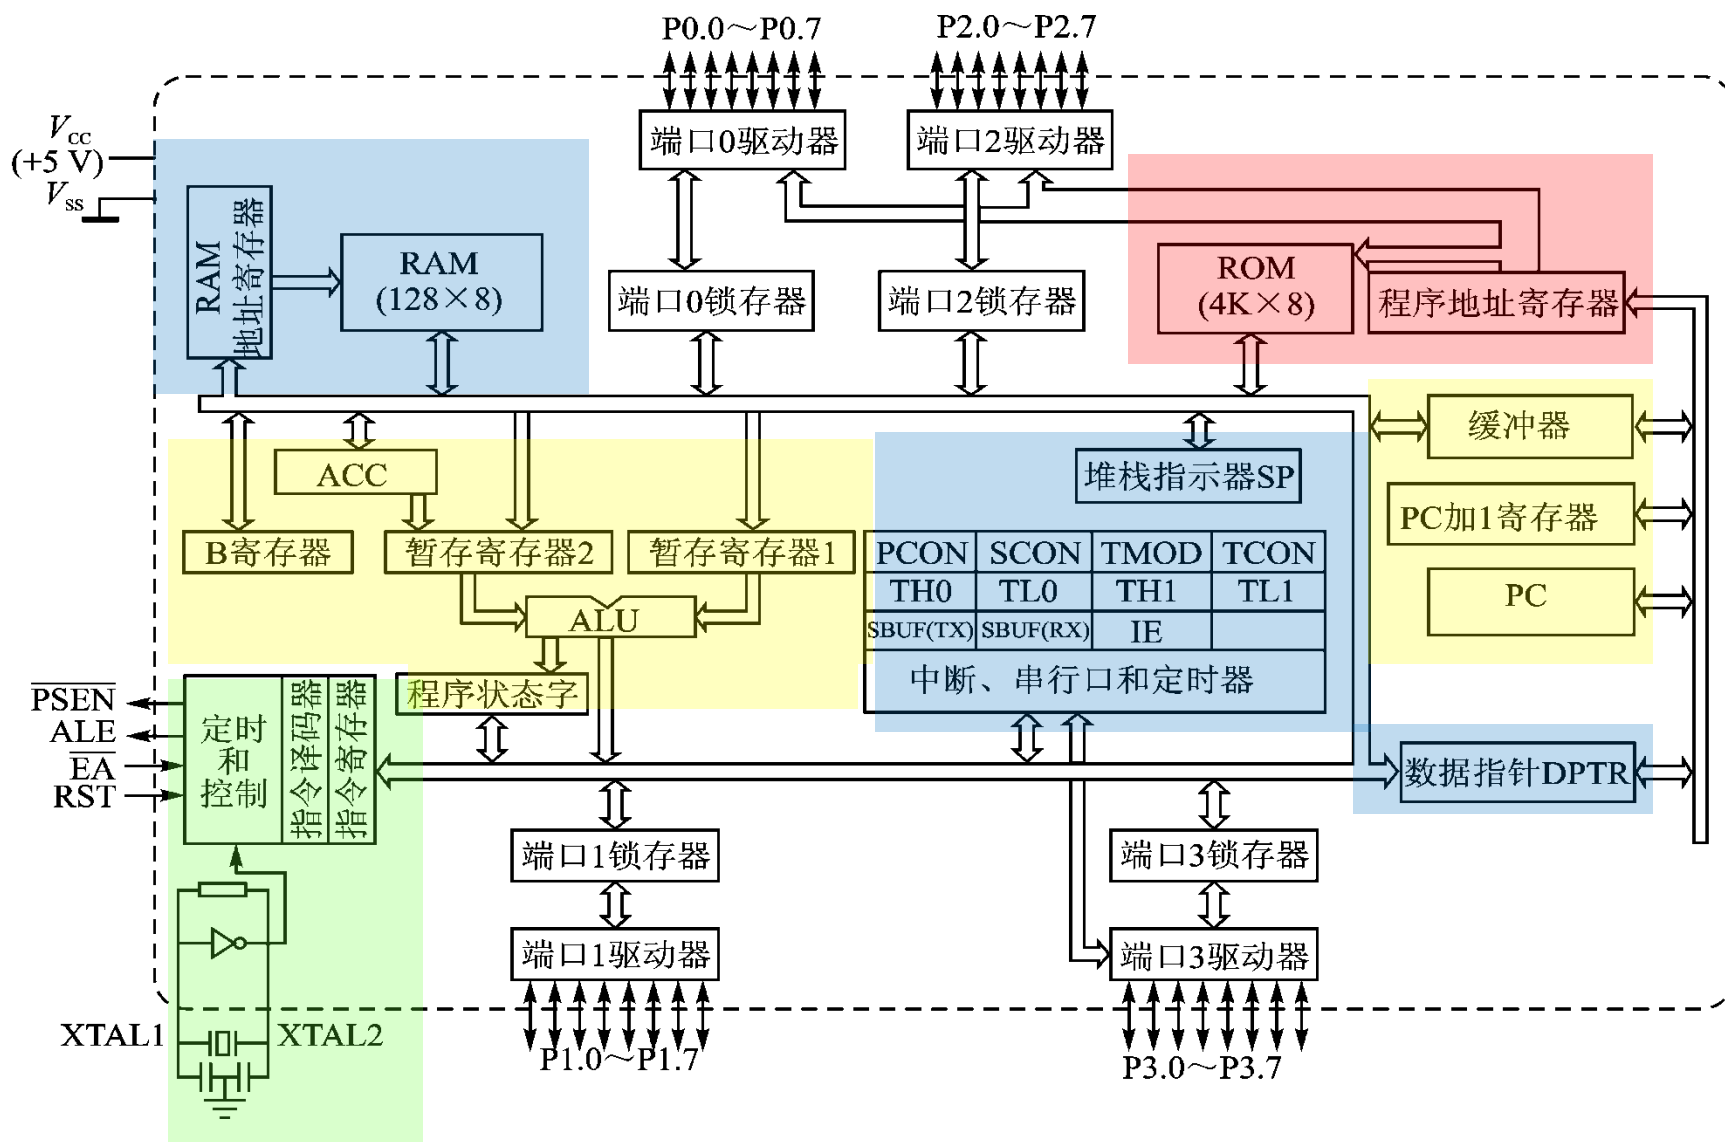 P0.0～P0.7
P2.0～P2.7
VCC
(+5 V)
VSS
端口0驱动器
端口2驱动器
RAM
地址寄存器
RAM
(128×8)
端口0锁存器
端口2锁存器
ROM
(4K×8)
程序地址寄存器
ACC
堆栈指示器SP
缓冲器
B寄存器
暂存寄存器2
暂存寄存器1
PC加1寄存器
PCON SCON TMOD TCON
TH0 TL0 TH1 TL1
SBUF(TX) SBUF(RX) IE
中断、串行口和定时器
ALU
PC
程序状态字
PSEN
ALE
EA
RST
定时
和
控制
指令译码器
指令寄存器
数据指针DPTR
端口1锁存器
端口3锁存器
端口1驱动器
端口3驱动器
XTAL1
XTAL2
P1.0～P1.7
P3.0～P3.7